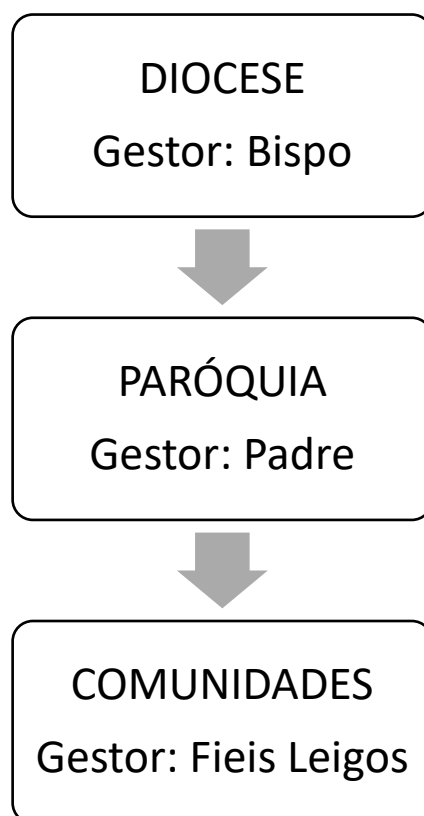 DIOCESE
Gestor: Bispo
PARÓQUIA
Gestor: Padre
COMUNIDADES
Gestor: Fieis Leigos